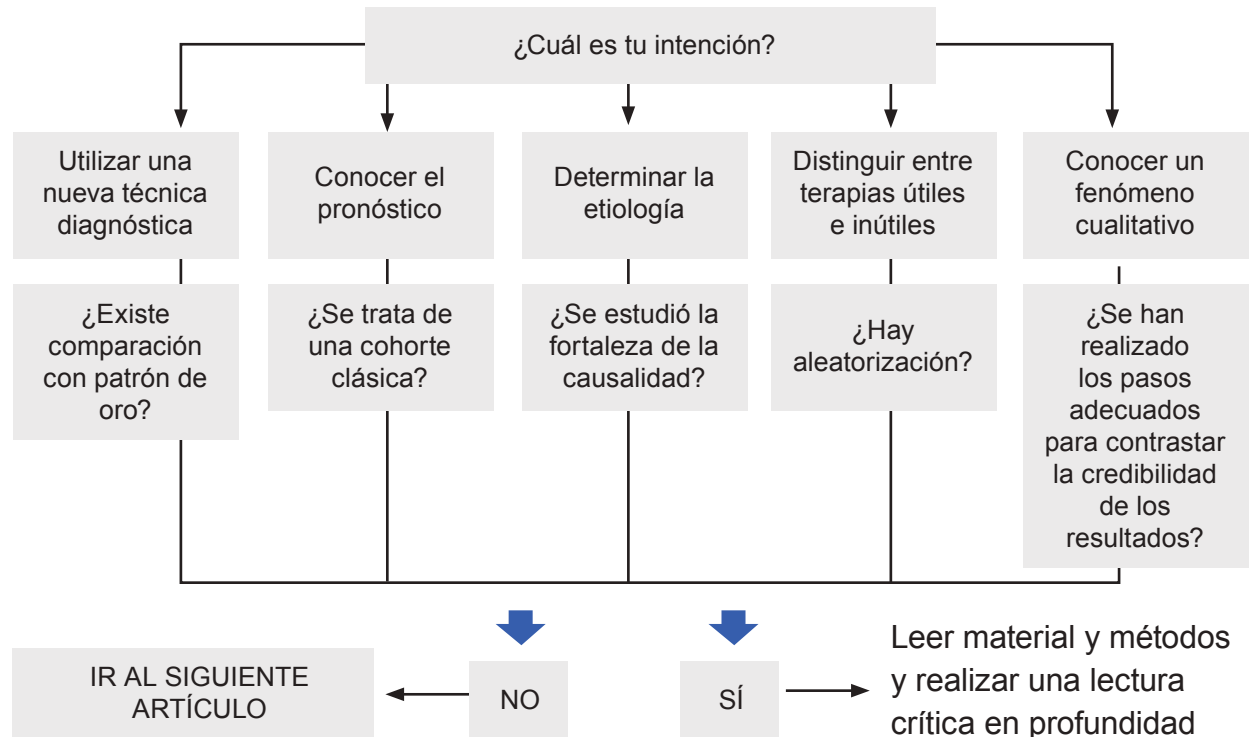 ¿Cuál es tu intención?
Utilizar una
nueva técnica
diagnóstica
Conocer el
pronóstico
Determinar la
etiología
Distinguir entre
terapias útiles
e inútiles
Conocer un
fenómeno
cualitativo
¿Existe
comparación
con patrón de
oro?
¿Se trata de
una cohorte
clásica?
¿Se estudió la
fortaleza de la
causalidad?
¿Hay
aleatorización?
¿Se han
realizado
los pasos
adecuados
para contrastar
la credibilidad
de los
resultados?
IR AL SIGUIENTE
ARTÍCULO
NO
SÍ
Leer material y métodos
y realizar una lectura
crítica en profundidad